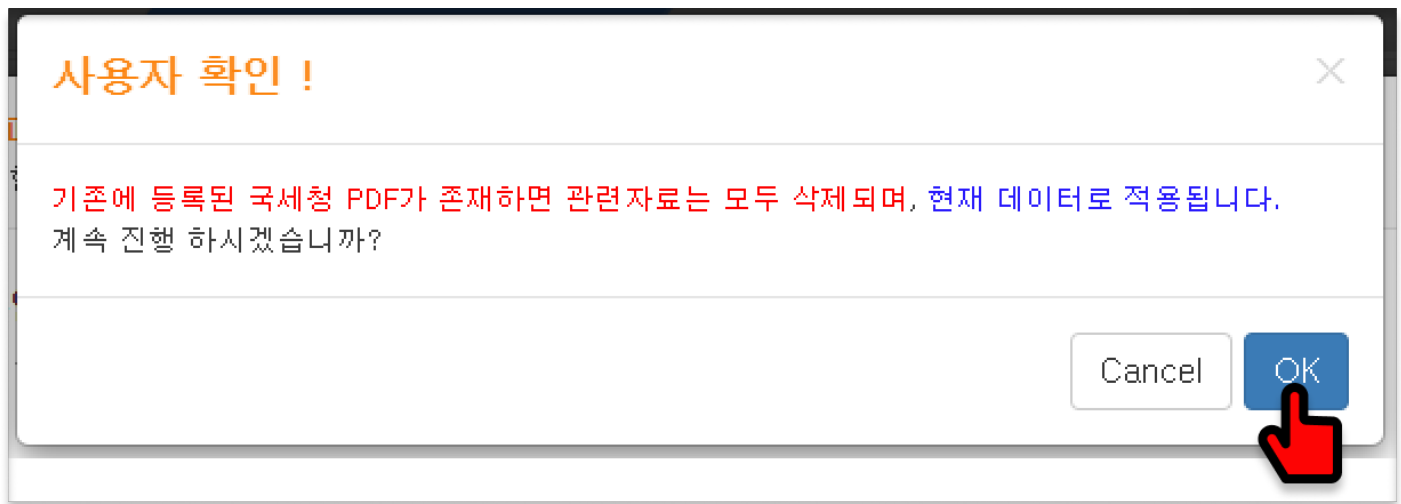 사용자 확인 !
기존에 등록된 국세청 PDF가 존재하면 관련자료는 모두 삭제되며, 현재 데이터로 적용됩니다.
계속 진행 하시겠습니까?
Cancel
OK